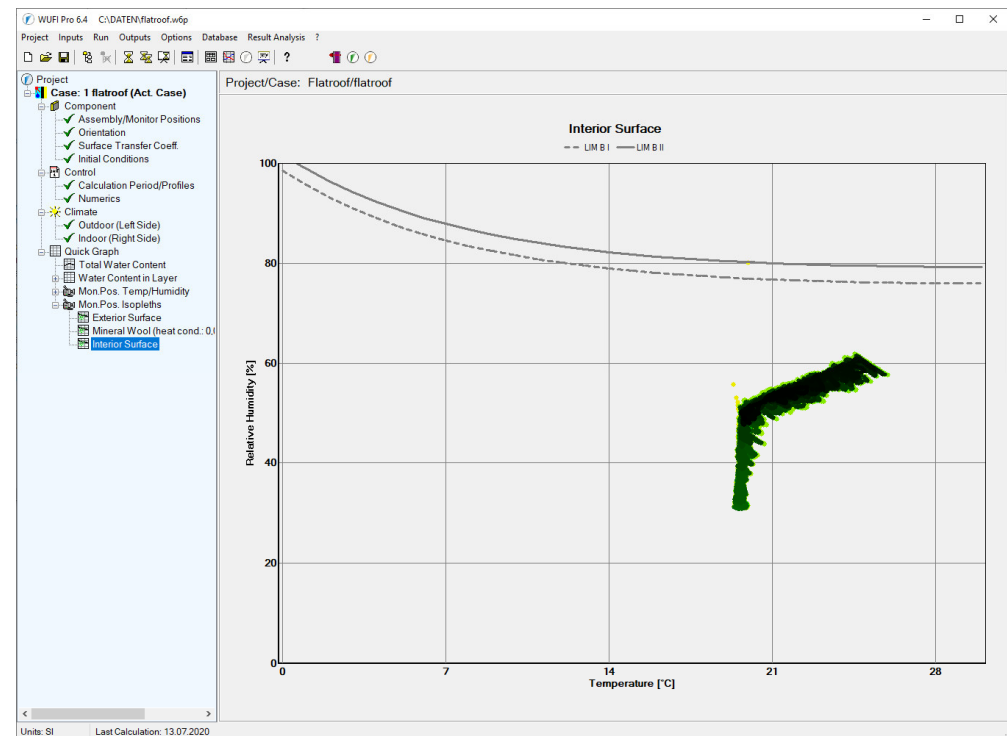 WUFI Pro 6.4 C:\DATEN\flatroof.w6p
Project Inputs Run Outputs Options Database Result Analysis ?
Project
Case: 1 flatroof (Act. Case)
Component
Assembly/Monitor Positions
Orientation
Surface Transfer Coeff.
Initial Conditions
Control
Calculation Period/Profiles
Numerics
Climate
Outdoor (Left Side)
Indoor (Right Side)
Quick Graph
Total Water Content
Water Content in Layer
Mon.Pos. Temp/Humidity
Mon.Pos. Isopleths
Exterior Surface
Mineral Wool (heat cond.: 0,
Interior Surface
Project/Case: Flatroof/flatroof
Interior Surface
LIM B I LIM B II
Relative Humidity [%]
100
80
60
40
20
0
0 7 14 21 28
Temperature [°C]
Units: SI Last Calculation: 13.07.2020